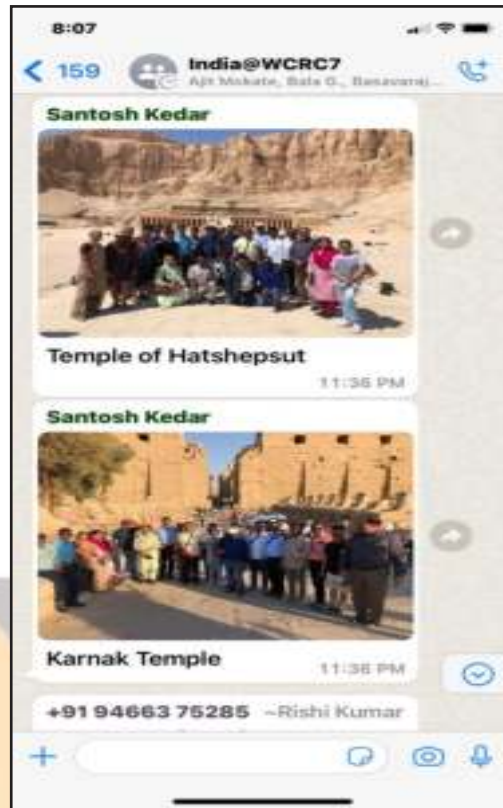 8:07
159
India@WCRC7
Ajit Mokate, Bala G., Basavaraj...
Santosh Kedar
Temple of Hatshepsut
11:36 PM
Santosh Kedar
Karnak Temple
11:36 PM
+91 94663 75285 ~Rishi Kumar